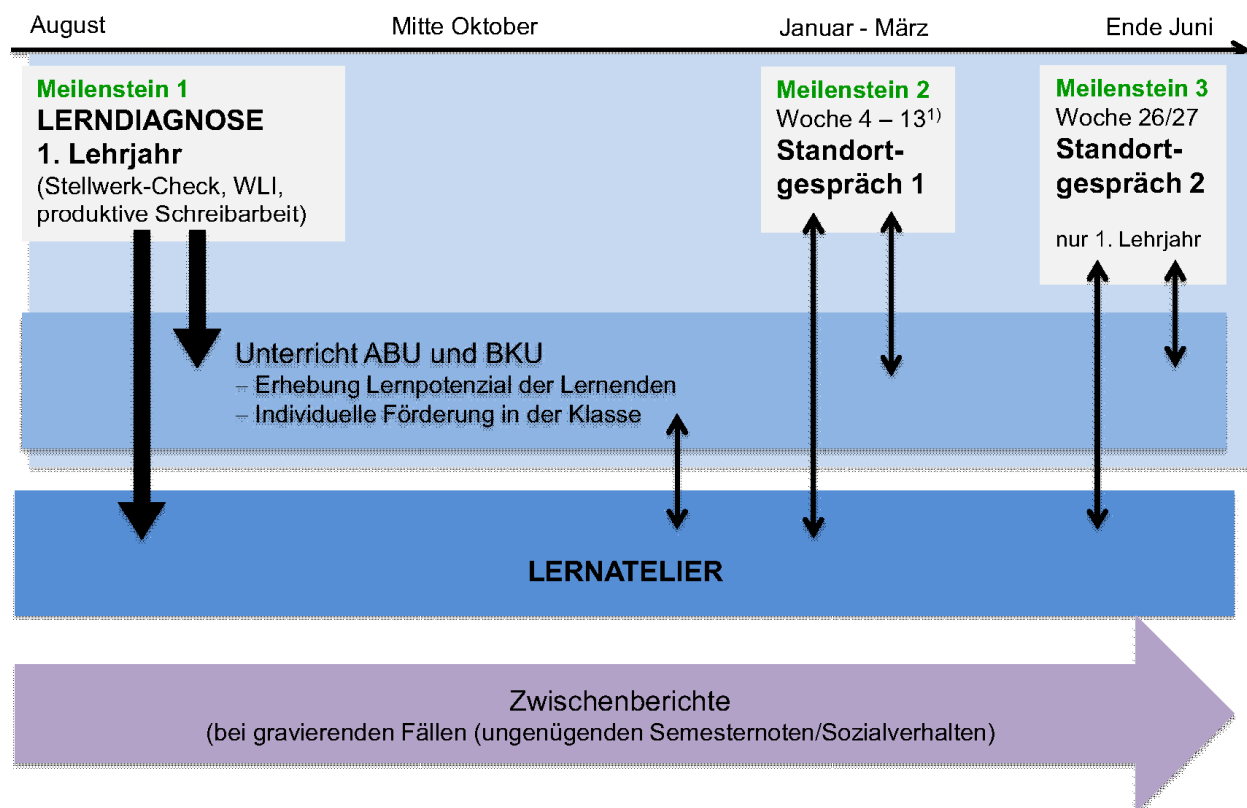 August
Mitte Oktober
Januar - März
Ende Juni
Meilenstein 1
LERNDIAGNOSE
1. Lehrjahr
(Stellwerk-Check, WLI,
produktive Schreibarbeit)
Meilenstein 2
Woche 4 – 13¹⁾
Standort-
gespräch 1
Meilenstein 3
Woche 26/27
Standort-
gespräch 2
nur 1. Lehrjahr
Unterricht ABU und BKU
– Erhebung Lernpotenzial der Lernenden
– Individuelle Förderung in der Klasse
LERNATELIER
Zwischenberichte
(bei gravierenden Fällen (ungenügenden Semesternoten/Sozialverhalten)